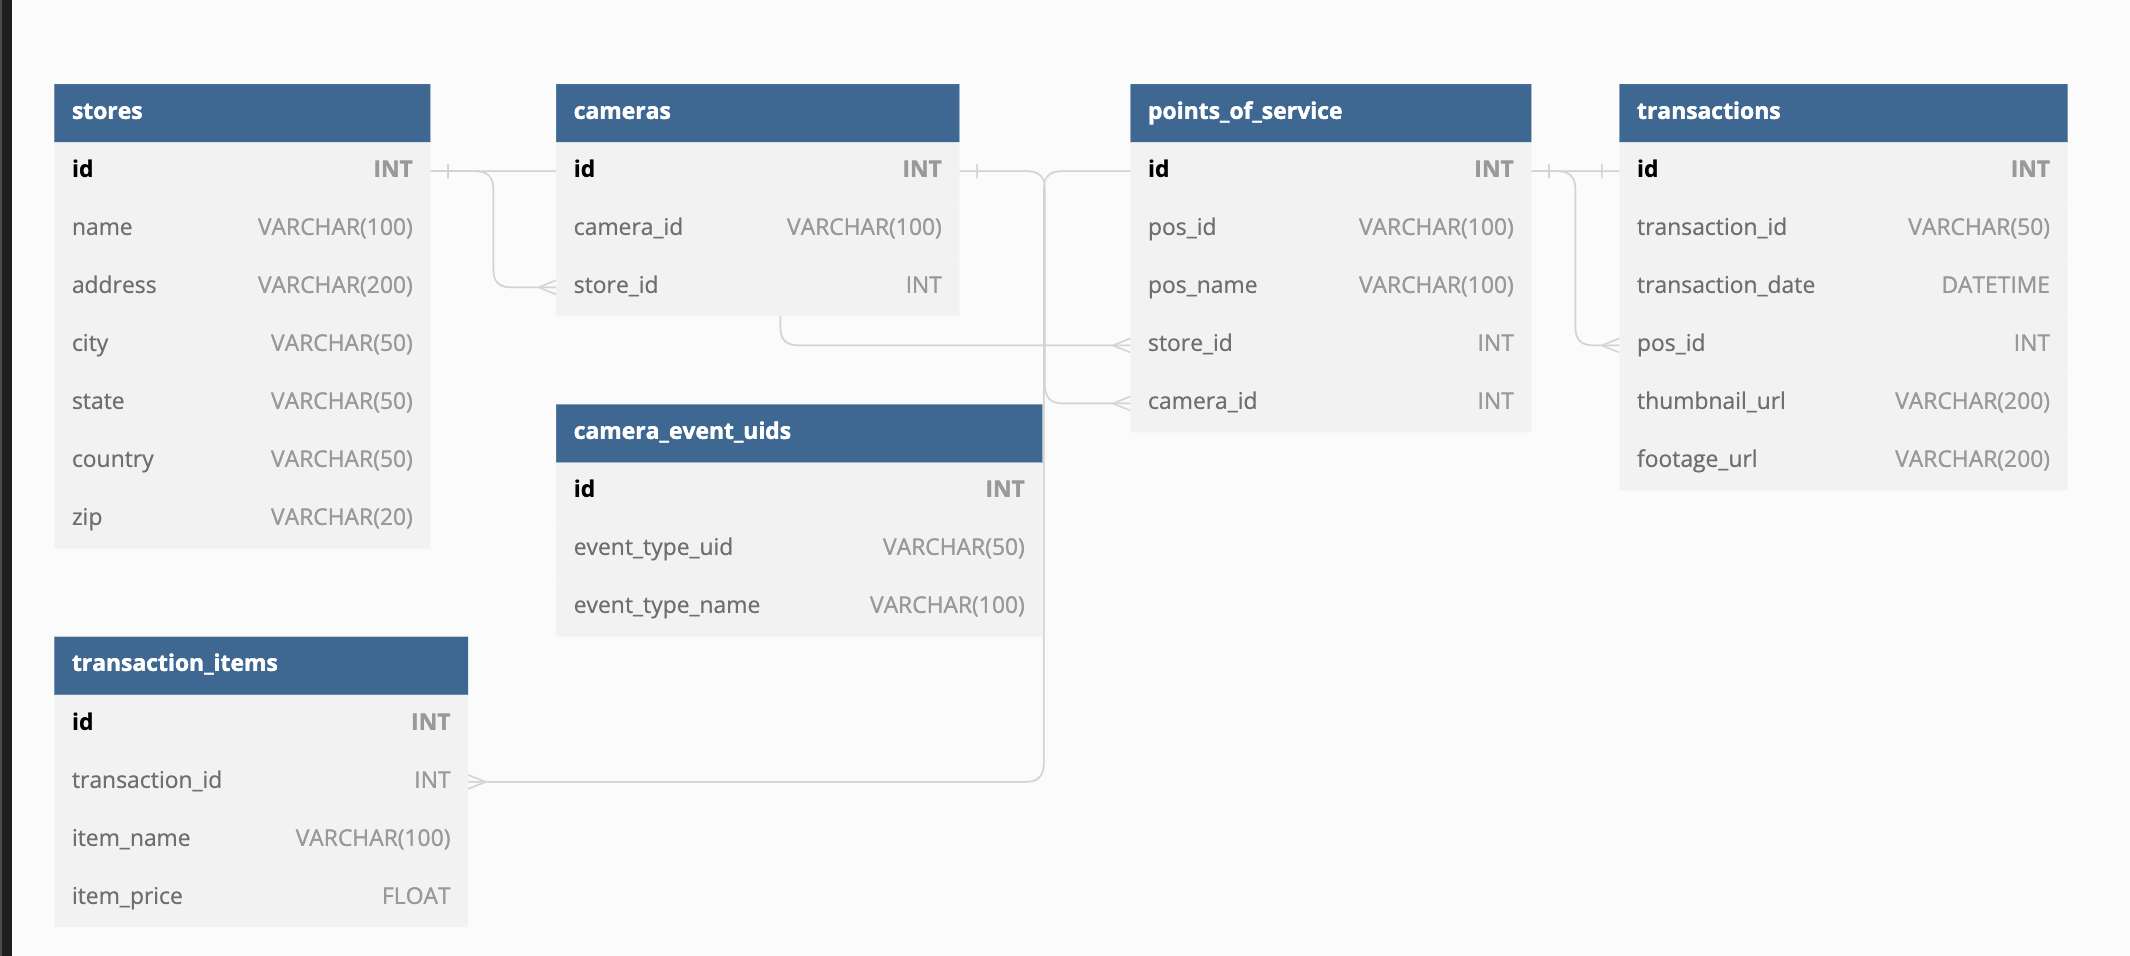 stores
id INT
name VARCHAR(100)
address VARCHAR(200)
city VARCHAR(50)
state VARCHAR(50)
country VARCHAR(50)
zip VARCHAR(20)
cameras
id INT
camera_id VARCHAR(100)
store_id INT
points_of_service
id INT
pos_id VARCHAR(100)
pos_name VARCHAR(100)
store_id INT
camera_id INT
transactions
id INT
transaction_id VARCHAR(50)
transaction_date DATETIME
pos_id INT
thumbnail_url VARCHAR(200)
footage_url VARCHAR(200)
camera_event_uids
id INT
event_type_uid VARCHAR(50)
event_type_name VARCHAR(100)
transaction_items
id INT
transaction_id INT
item_name VARCHAR(100)
item_price FLOAT